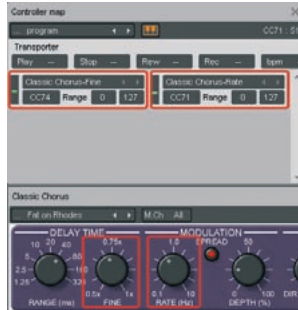 Controller map
... program
CC71 : St
Transporter
Play -- Stop -- Rew -- Rec -- bpm
Classic Chorus-Fine
Classic Chorus-Rate
CC74 Range 0 127
CC71 Range 0 127
Classic Chorus
... Fat on Rhodes
M.Ch All
DELAY TIME
MODULATION
10 20 40
0.75x
1.0
SPREAD
50
5
80
2.5
160
1.25
0.5x 1x
0.1 10
0 100
RANGE (ms)
FINE
RATE (Hz)
DEPTH (%)
DIR